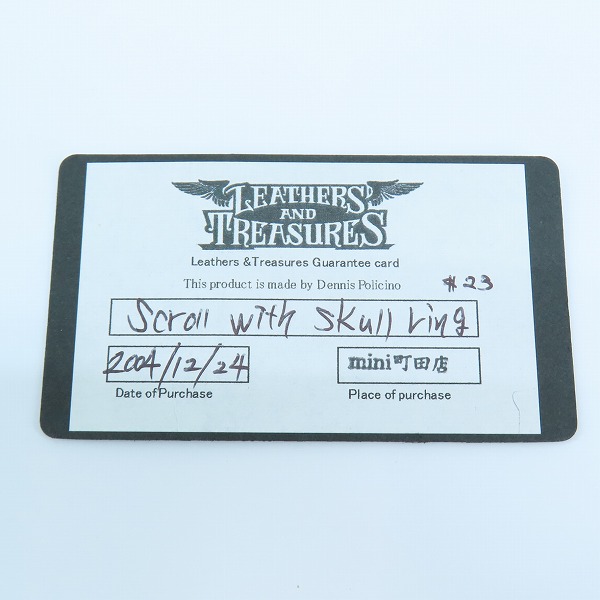 LEATHERS
AND
TREASURES
Leathers &Treasures Guarantee card
This product is made by Dennis Policino #23
Scroll with skull ring
2004/12/24 mini町田店
Date of Purchase Place of purchase